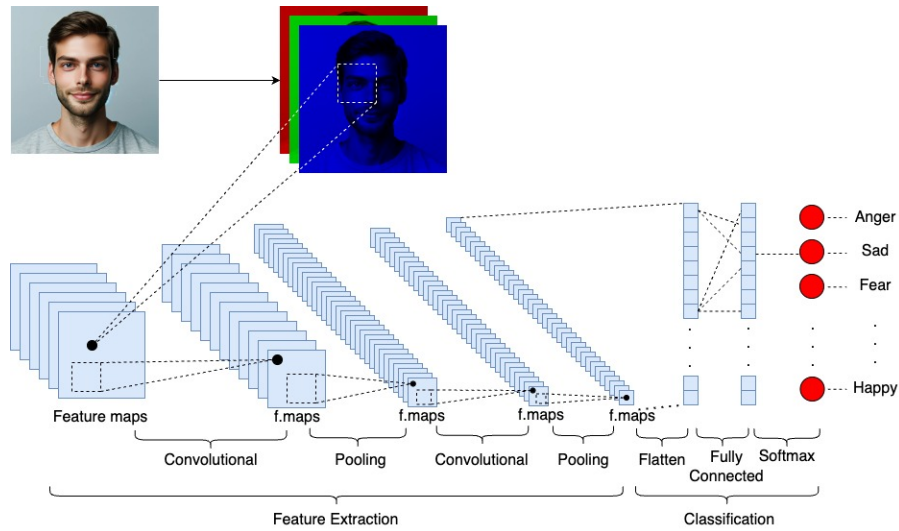 Anger
Sad
Fear
Happy
Feature maps
f.maps
f.maps
f.maps
f.maps
Convolutional
Pooling
Convolutional
Pooling
Flatten
Fully
Connected
Softmax
Feature Extraction
Classification